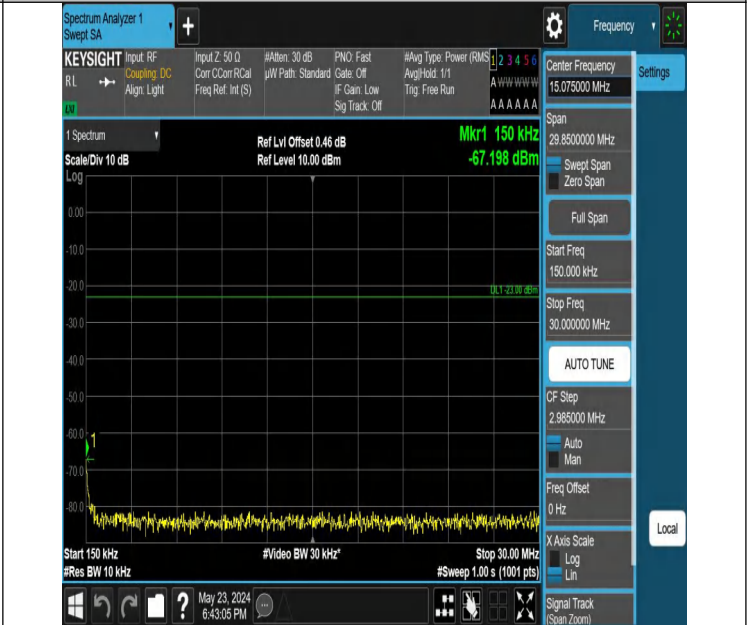 Spectrum Analyzer 1
Swept SA
+
Frequency
KEYSIGHT
RL
Input: RF
Coupling: DC
Align: Light
Input Z: 50 Ω
Corr CCorr RCal
Freq Ref: Int (S)
#Atten: 30 dB
µW Path: Standard
PNO: Fast
Gate: Off
IF Gain: Low
Sig Track: Off
#Avg Type: Power (RMS
Avg|Hold: 1/1
Trig: Free Run
1 2 3 4 5 6
A W W W W W
A A A A A A
1 Spectrum
Scale/Div 10 dB
Log
Ref Lvl Offset 0.46 dB
Ref Level 10.00 dBm
Mkr1 150 kHz
-67.198 dBm
0.00
-10.0
-20.0
-30.0
-40.0
-50.0
-60.0
-70.0
-80.0
DL1 -23.00 dBm
1
Start 150 kHz
#Res BW 10 kHz
#Video BW 30 kHz*
Stop 30.00 MHz
#Sweep 1.00 s (1001 pts)
?
May 23, 2024
6:43:05 PM
Center Frequency
15.075000 MHz
Span
29.8500000 MHz
Swept Span
Zero Span
Full Span
Start Freq
150.000 kHz
Stop Freq
30.000000 MHz
AUTO TUNE
CF Step
2.985000 MHz
Auto
Man
Freq Offset
0 Hz
X Axis Scale
Log
Lin
Signal Track
(Span Zoom)
Settings
Local